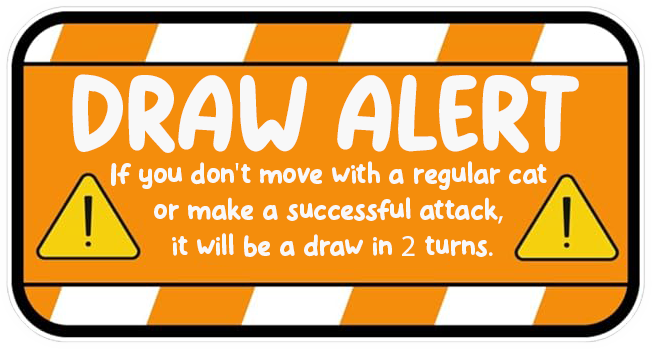 DRAW ALERT
If you don't move with a regular cat
or make a successful attack,
it will be a draw in 2 turns.